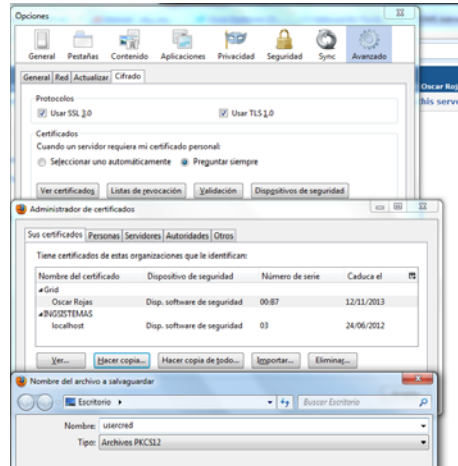 Opciones
General Pestañas Contenido Aplicaciones Privacidad Seguridad Sync Avanzado
General Red Actualizar Cifrado
Oscar Roj
his serve
Protocolos
Usar SSL 3.0 Usar TLS 1.0
Certificados
Cuando un servidor requiera mi certificado personal:
Seleccionar uno automáticamente Preguntar siempre
Ver certificados Listas de revocación Validación Dispositivos de seguridad
Administrador de certificados
Sus certificados Personas Servidores Autoridades Otros
Tiene certificados de estas organizaciones que le identifican:
Nombre del certificado Dispositivo de seguridad Número de serie Caduca el
Grid
Oscar Rojas Disp. software de seguridad 00:87 12/11/2013
INGSISTEMAS
localhost Disp. software de seguridad 03 24/06/2012
Ver... Hacer copia... Hacer copia de todo... Importar... Eliminar...
Nombre del archivo a salvaguardar
Escritorio Buscar Escritorio
Nombre: usercred
Tipo: Archivos PKCS12